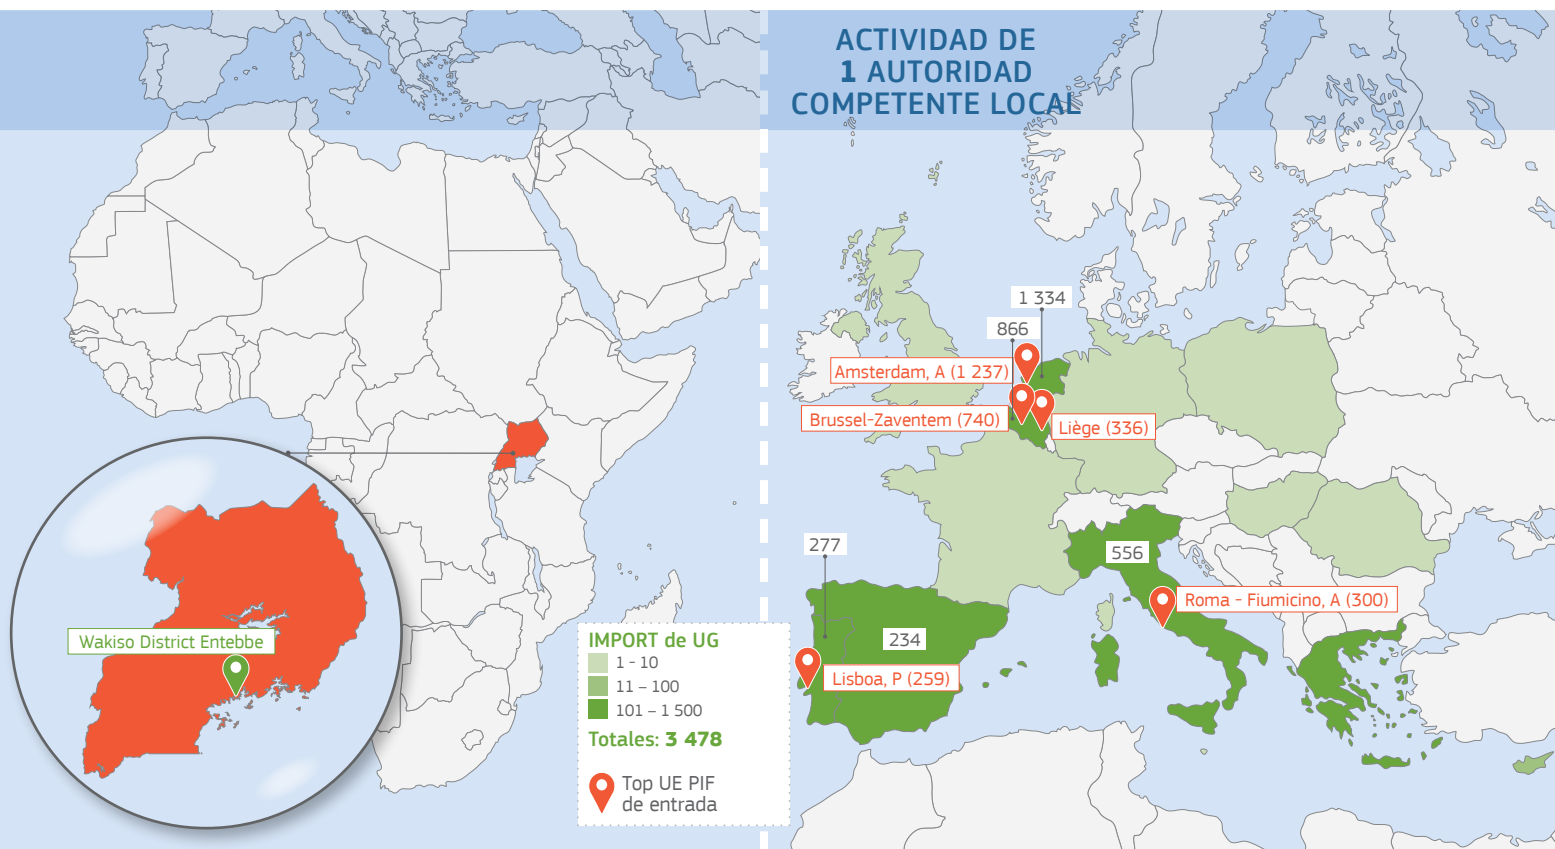 ACTIVIDAD DE
1 AUTORIDAD
COMPETENTE LOCAL
1 334
866
Amsterdam, A (1 237)
Brussel-Zaventem (740)
Liège (336)
277
556
Roma - Fiumicino, A (300)
234
Lisboa, P (259)
Wakiso District Entebbe
IMPORT de UG
1 - 10
11 – 100
101 – 1 500
Totales: 3 478
Top UE PIF
de entrada